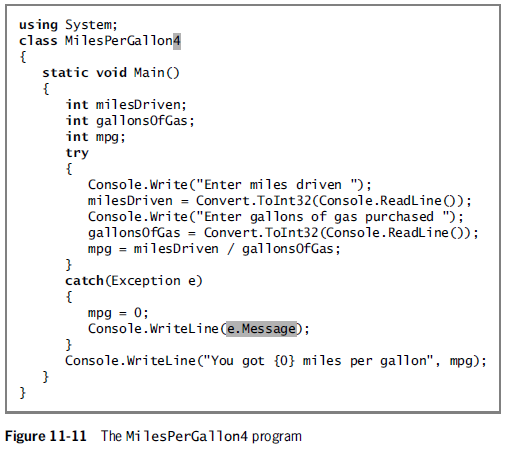 using System;
class MilesPerGallon4
{
   static void Main()
   {
      int milesDriven;
      int gallonsOfGas;
      int mpg;
      try
      {
         Console.Write("Enter miles driven ");
         milesDriven = Convert.ToInt32(Console.ReadLine());
         Console.Write("Enter gallons of gas purchased ");
         gallonsOfGas = Convert.ToInt32(Console.ReadLine());
         mpg = milesDriven / gallonsOfGas;
      }
      catch(Exception e)
      {
         mpg = 0;
         Console.WriteLine(e.Message);
      }
      Console.WriteLine("You got {0} miles per gallon", mpg);
   }
}
Figure 11-11 The MilesPerGallon4 program